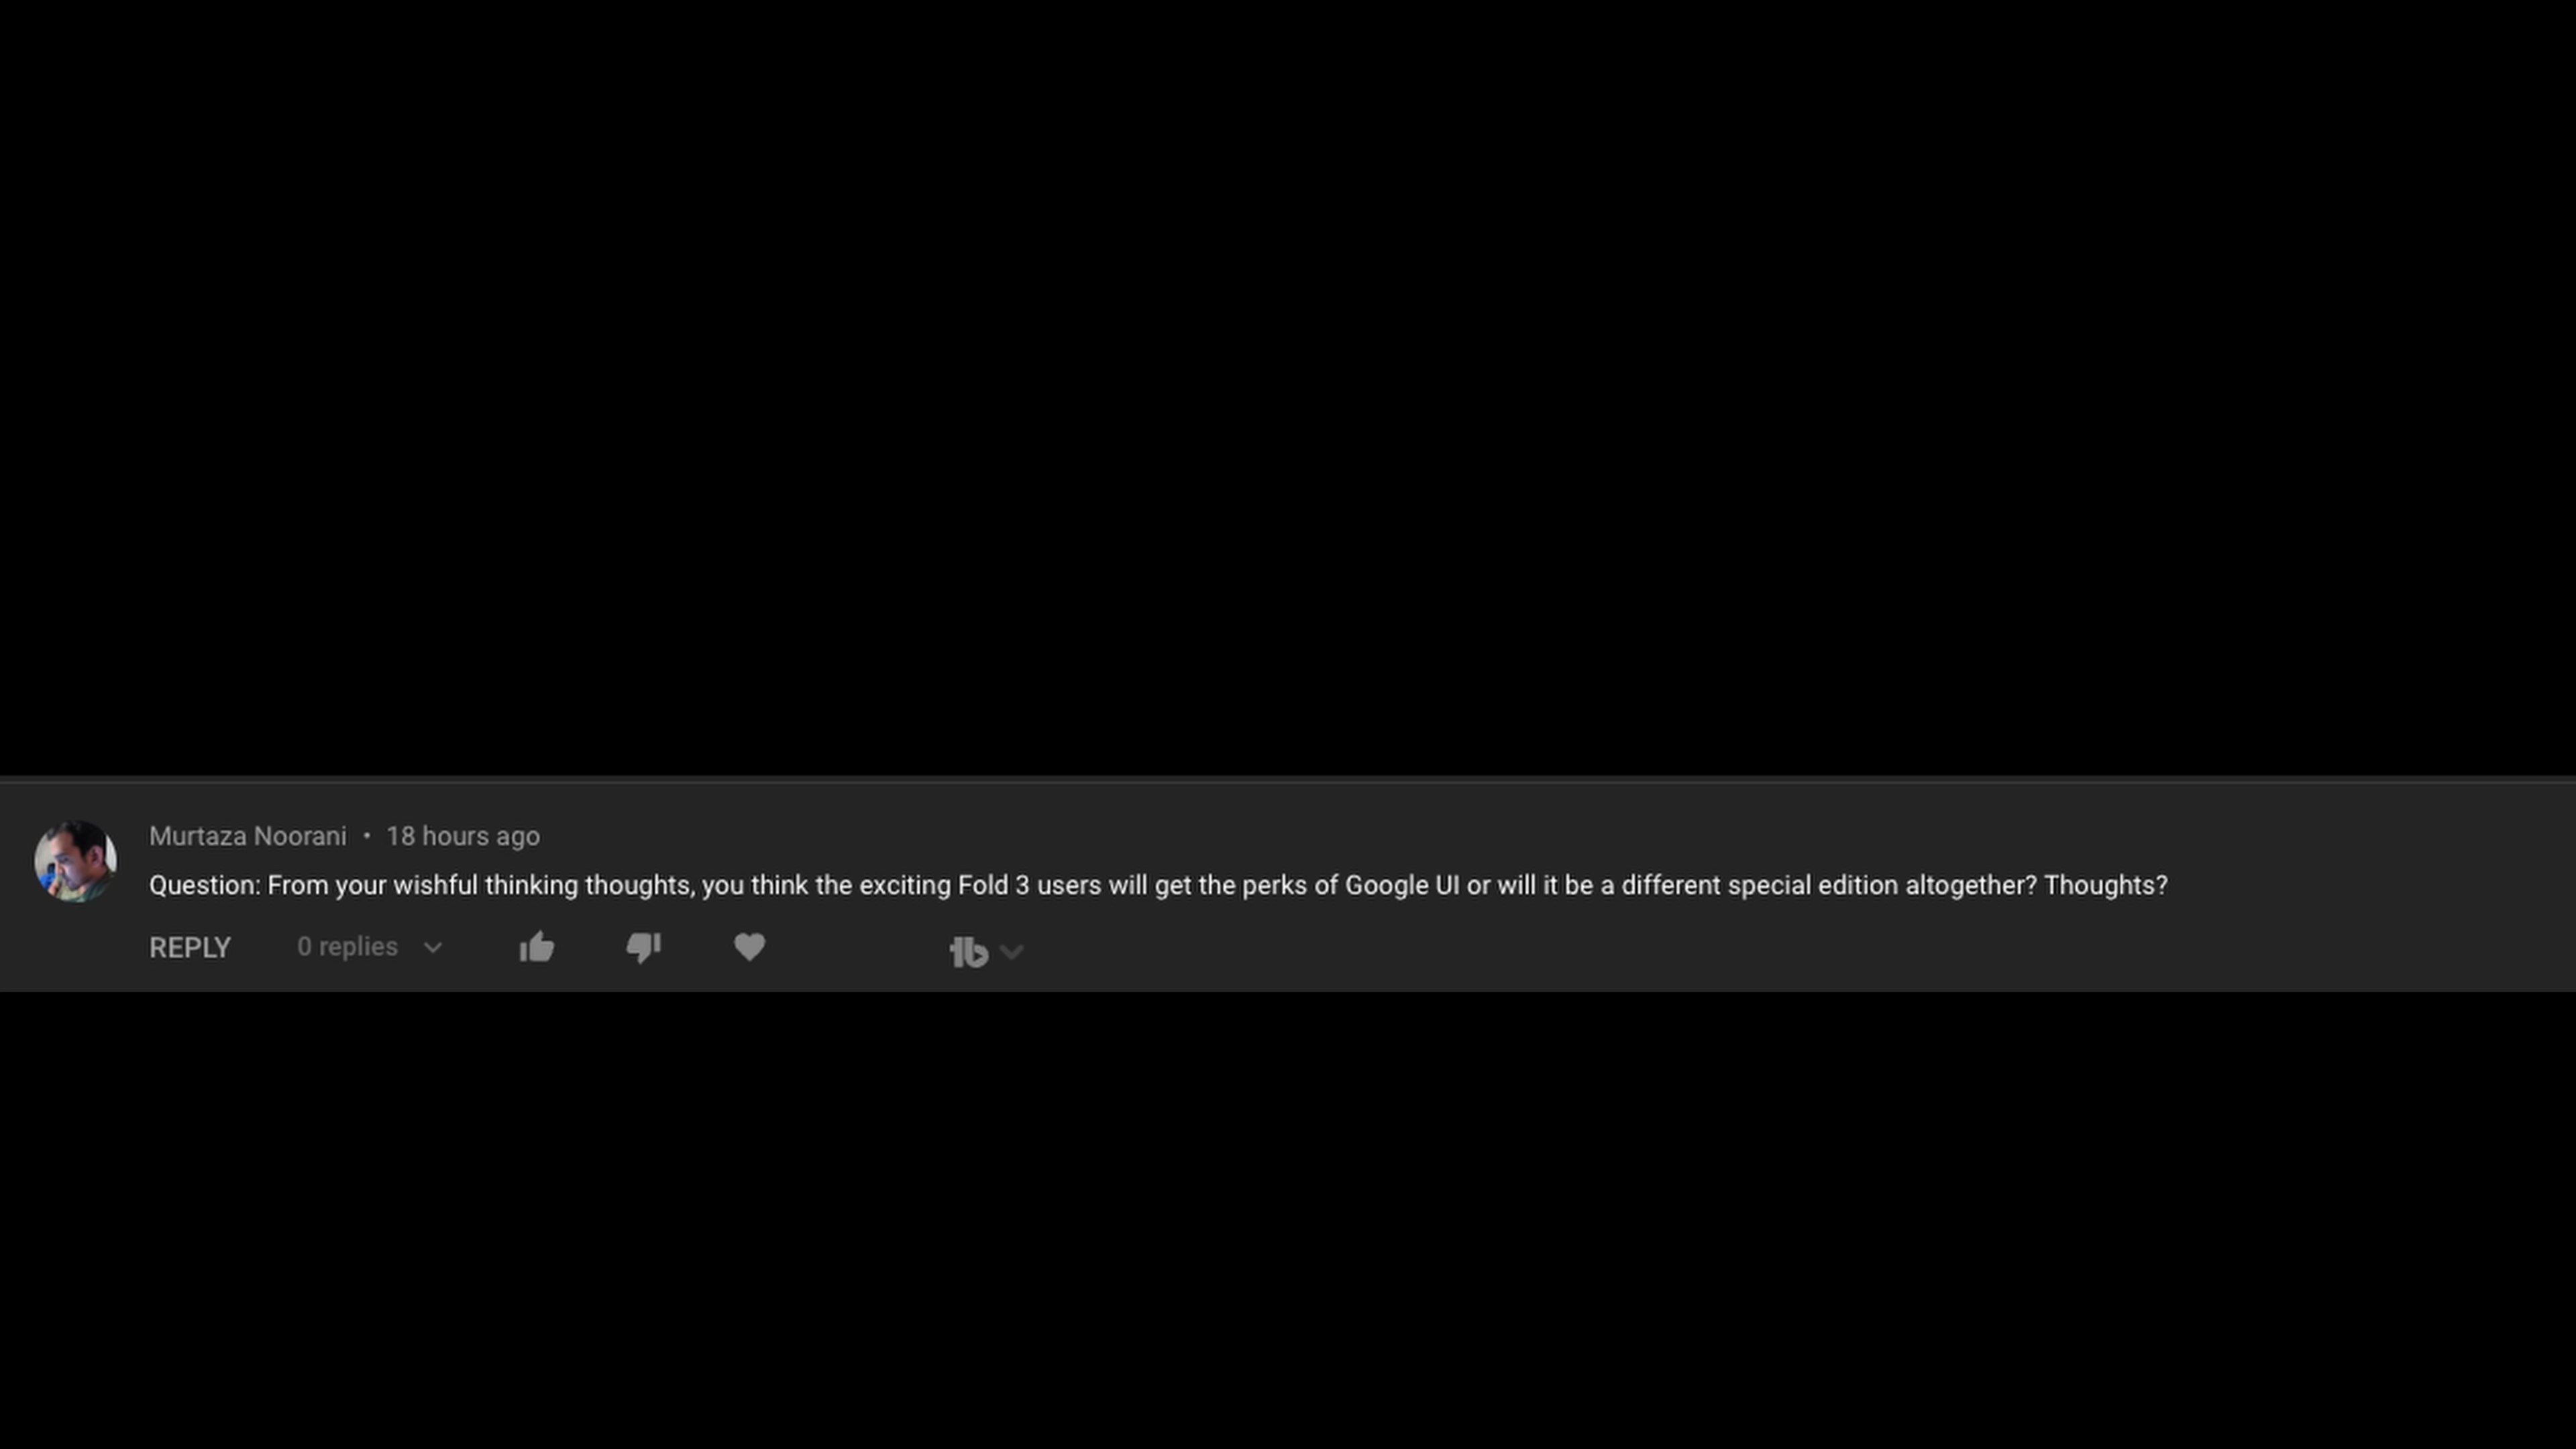 Murtaza Noorani • 18 hours ago
Question: From your wishful thinking thoughts, you think the exciting Fold 3 users will get the perks of Google UI or will it be a different special edition altogether? Thoughts?
REPLY 0 replies tb